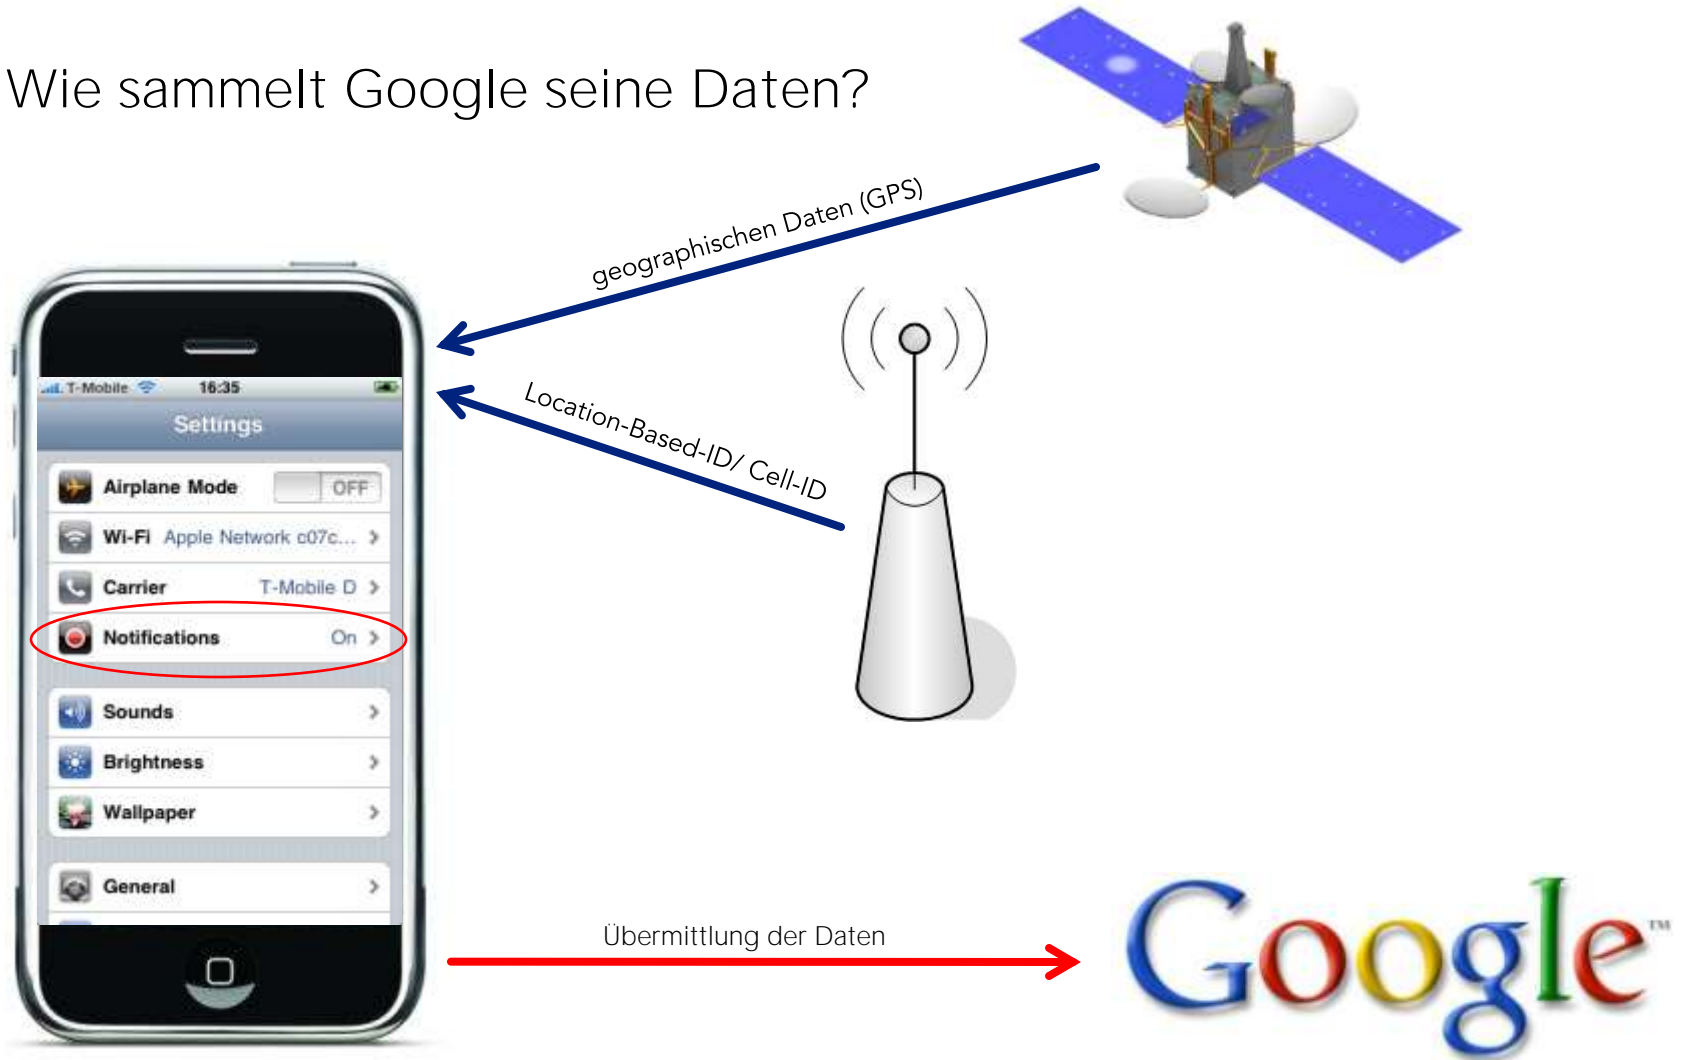 Wie sammelt Google seine Daten?
geographischen Daten (GPS)
Location-Based-ID/ Cell-ID
T-Mobile 16:35
Settings
Airplane Mode OFF
Wi-Fi Apple Network c07c...
Carrier T-Mobile D
Notifications On
Sounds
Brightness
Wallpaper
General
Übermittlung der Daten
Google™